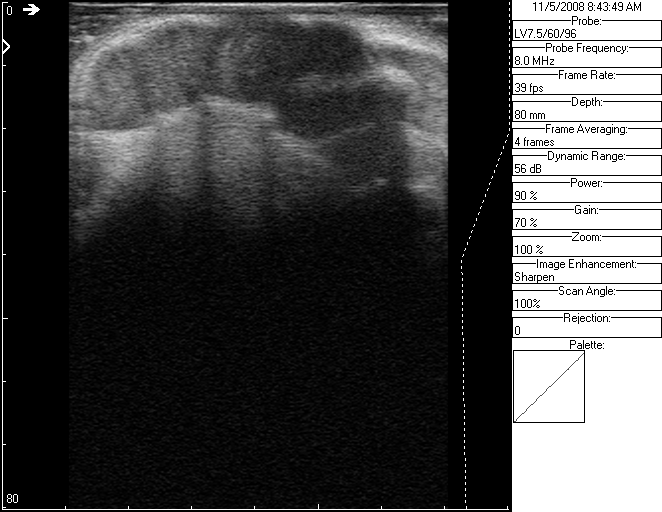 0
80
11/5/2008 8:43:49 AM
Probe:
LV7.5/60/96
Probe Frequency:
8.0 MHz
Frame Rate:
39 fps
Depth:
80 mm
Frame Averaging:
4 frames
Dynamic Range:
56 dB
Power:
90 %
Gain:
70 %
Zoom:
100 %
Image Enhancement:
Sharpen
Scan Angle:
100%
Rejection:
0
Palette: